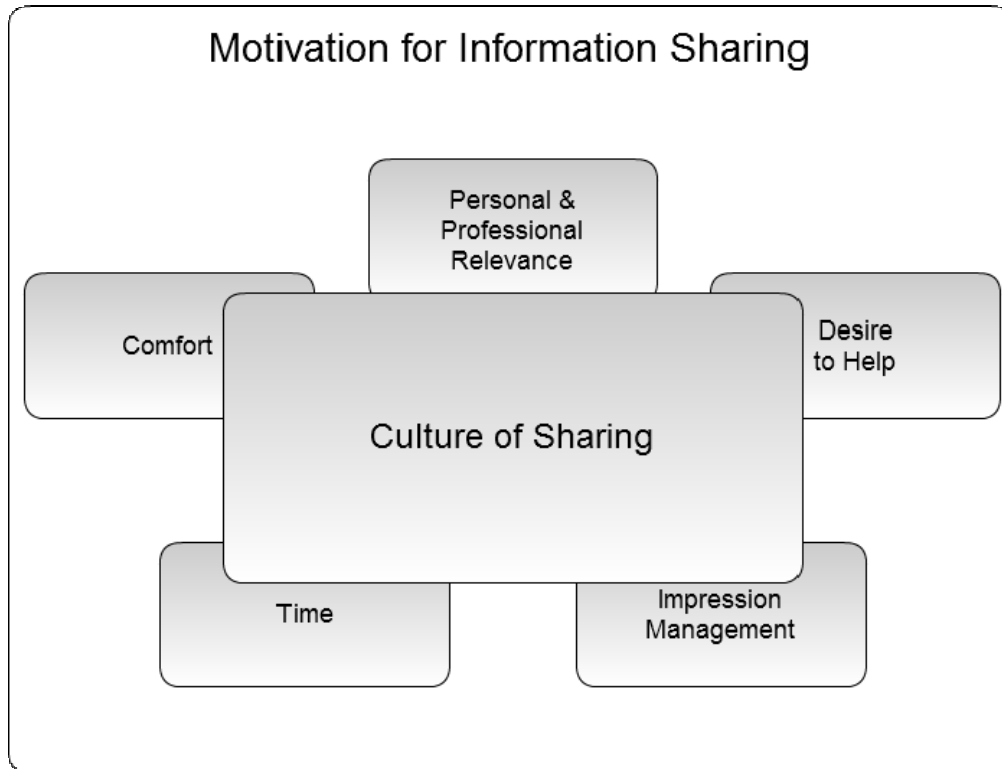 Motivation for Information Sharing
Personal &
Professional
Relevance
Comfort
Desire
to Help
Culture of Sharing
Time
Impression
Management